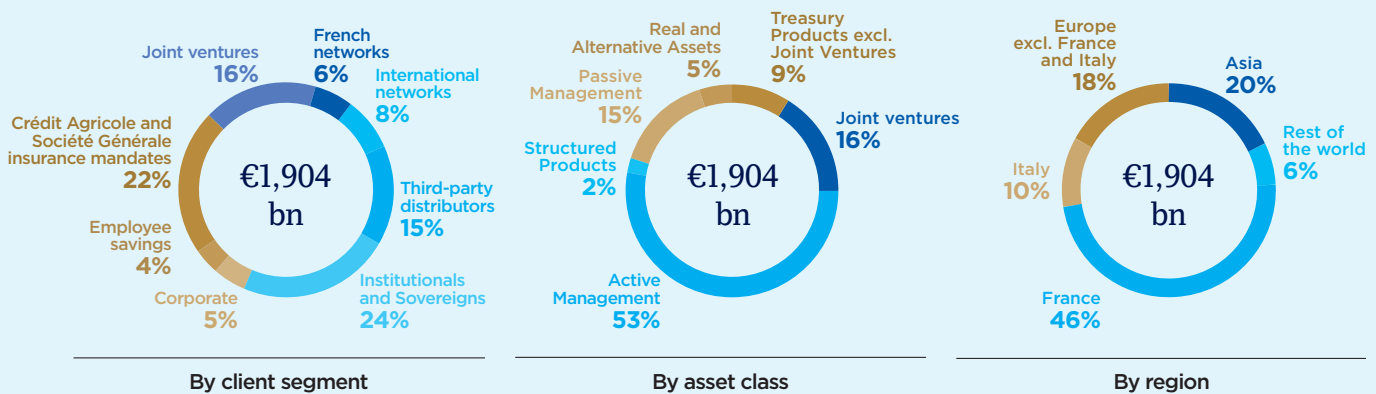 Joint ventures
16%
French
networks
6%
International
networks
8%
Crédit Agricole and
Société Générale
insurance mandates
22%
€1,904
bn
Third-party
distributors
15%
Employee
savings
4%
Corporate
5%
Institutionals
and Sovereigns
24%
By client segment
Real and
Alternative Assets
5%
Treasury
Products excl.
Joint Ventures
9%
Passive
Management
15%
Joint ventures
16%
Structured
Products
2%
€1,904
bn
Active
Management
53%
By asset class
Europe
excl. France
and Italy
18%
Asia
20%
Rest of
the world
6%
Italy
10%
€1,904
bn
France
46%
By region